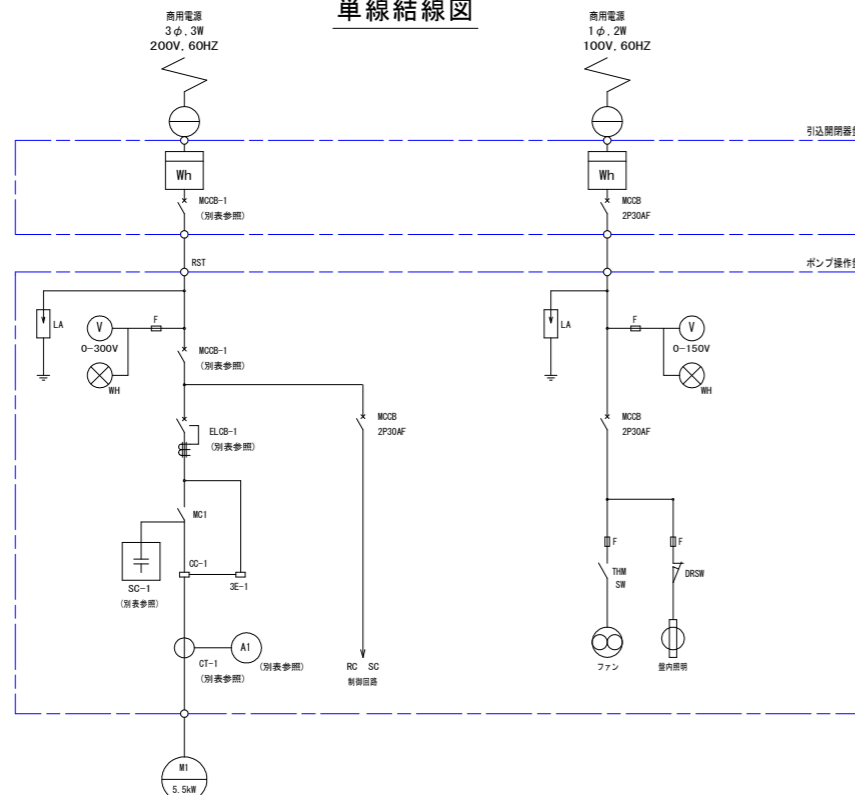 単線結線図
商用電源
3φ.3W
200V,60HZ
商用電源
1φ.2W
100V,60HZ
Wh
MCCB-1
(別表参照)
Wh
MCCB
2P30AF
引込開閉器
RST
ポンプ操作
LA
F
V
0-300V
WH
MCCB-1
(別表参照)
LA
F
V
0-150V
WH
ELCB-1
(別表参照)
MCCB
2P30AF
MCCB
2P30AF
MC1
SC-1
(別表参照)
CC-1
3E-1
F
F
THM
SW
DRSW
CT-1
(別表参照)
A1
(別表参照)
RC SC
制御回路
ファン
盤内照明
M1
5.5kW